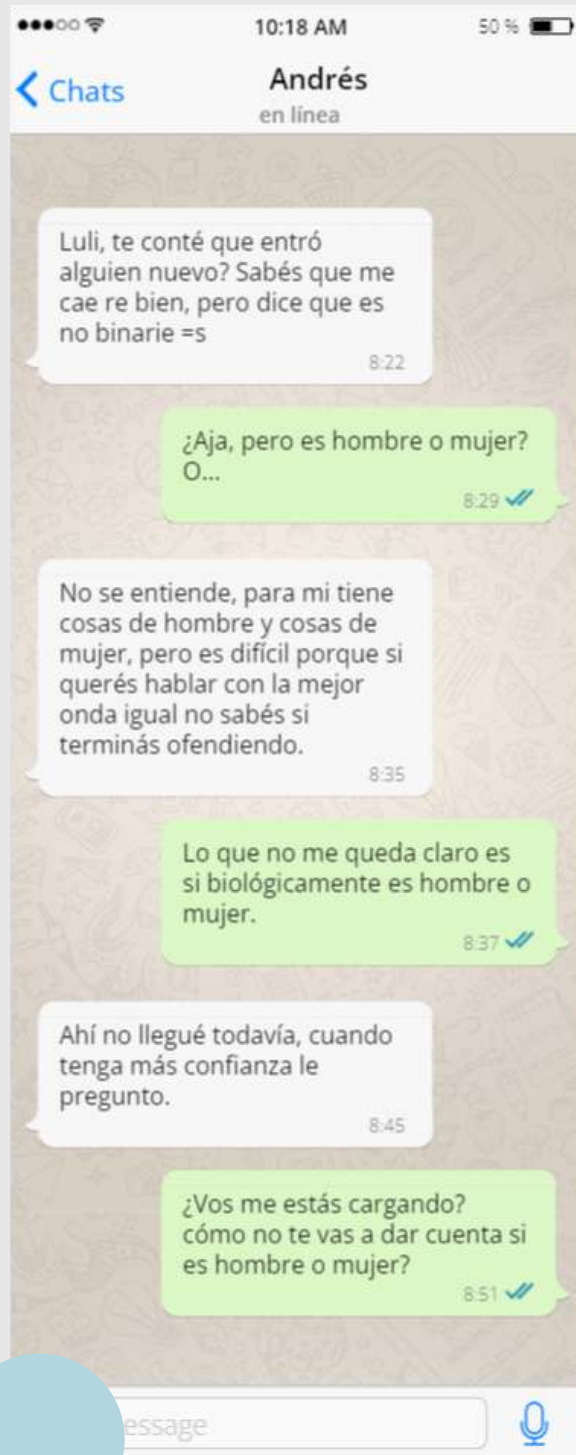 10:18 AM
50 %
Chats
Andrés
en línea
Luli, te conté que entró
alguien nuevo? Sabés que me
cae re bien, pero dice que es
no binarie =s
8:22
¿Aja, pero es hombre o mujer?
O...
8:29
No se entiende, para mi tiene
cosas de hombre y cosas de
mujer, pero es difícil porque si
querés hablar con la mejor
onda igual no sabés si
terminás ofendiendo.
8:35
Lo que no me queda claro es
si biológicamente es hombre o
mujer.
8:37
Ahí no llegué todavía, cuando
tenga más confianza le
pregunto.
8:45
¿Vos me estás cargando?
cómo no te vas a dar cuenta si
es hombre o mujer?
8:51
essage